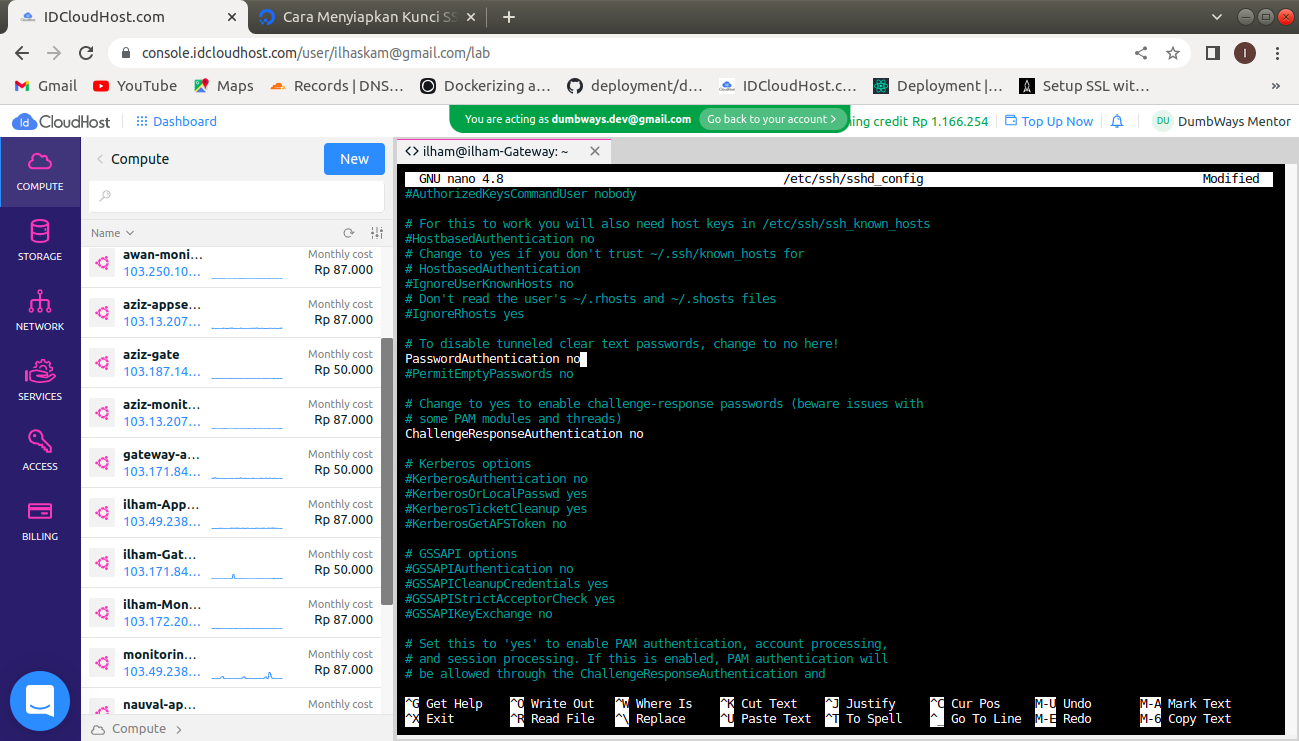 IDCloudHost.com
Cara Menyiapkan Kunci SS
console.idcloudhost.com/user/ilhaskam@gmail.com/lab
I
Gmail
YouTube
Maps
Records | DNS…
Dockerizing a…
deployment/d…
IDCloudHost.c…
Deployment |…
Setup SSL wit…
»
Id CloudHost
Dashboard
You are acting as dumbways.dev@gmail.com
Go back to your account >
ning credit Rp 1.166.254
Top Up Now
DU
DumbWays Mentor
COMPUTE
STORAGE
NETWORK
SERVICES
ACCESS
BILLING
Compute
New
Name
awan-moni…
103.250.10…
Monthly cost
Rp 87.000
aziz-appse…
103.13.207…
Monthly cost
Rp 87.000
aziz-gate
103.187.14…
Monthly cost
Rp 50.000
aziz-monit…
103.13.207…
Monthly cost
Rp 87.000
gateway-a…
103.171.84…
Monthly cost
Rp 50.000
ilham-App…
103.49.238…
Monthly cost
Rp 87.000
ilham-Gat…
103.171.84…
Monthly cost
Rp 50.000
ilham-Mon…
103.172.20…
Monthly cost
Rp 87.000
monitorin…
103.49.238…
Monthly cost
Rp 87.000
nauval-ap…
Monthly cost
Compute >
<> ilham@ilham-Gateway: ~
GNU nano 4.8 /etc/ssh/sshd_config Modified
#AuthorizedKeysCommandUser nobody
# For this to work you will also need host keys in /etc/ssh/ssh_known_hosts
#HostbasedAuthentication no
# Change to yes if you don't trust ~/.ssh/known_hosts for
# HostbasedAuthentication
#IgnoreUserKnownHosts no
# Don't read the user's ~/.rhosts and ~/.shosts files
#IgnoreRhosts yes
# To disable tunneled clear text passwords, change to no here!
PasswordAuthentication no
#PermitEmptyPasswords no
# Change to yes to enable challenge-response passwords (beware issues with
# some PAM modules and threads)
ChallengeResponseAuthentication no
# Kerberos options
#KerberosAuthentication no
#KerberosOrLocalPasswd yes
#KerberosTicketCleanup yes
#KerberosGetAFSToken no
# GSSAPI options
#GSSAPIAuthentication no
#GSSAPICleanupCredentials yes
#GSSAPIStrictAcceptorCheck yes
#GSSAPIKeyExchange no
# Set this to 'yes' to enable PAM authentication, account processing,
# and session processing. If this is enabled, PAM authentication will
# be allowed through the ChallengeResponseAuthentication and
^G Get Help ^O Write Out ^W Where Is ^K Cut Text ^J Justify ^C Cur Pos M-U Undo M-A Mark Text
^X Exit ^R Read File ^\ Replace ^U Paste Text ^T To Spell ^_ Go To Line M-E Redo M-6 Copy Text